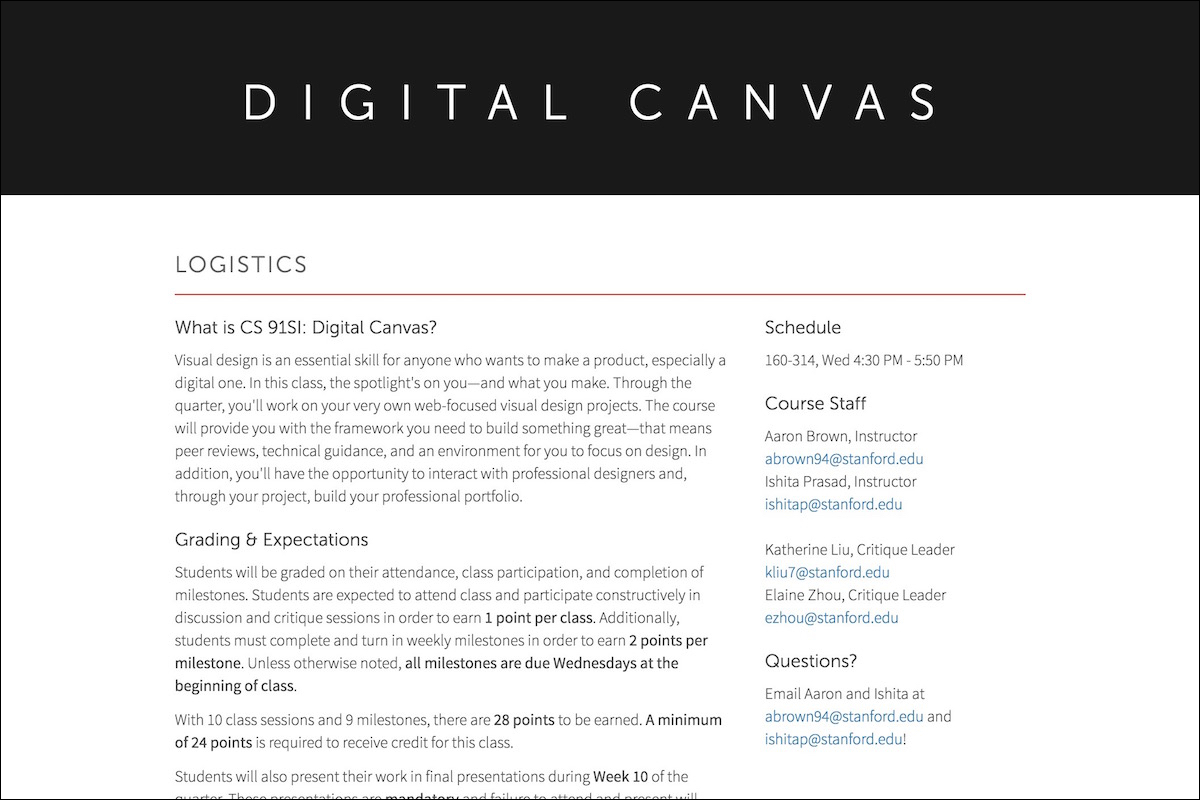 DIGITAL CANVAS
LOGISTICS
What is CS 91SI: Digital Canvas?
Visual design is an essential skill for anyone who wants to make a product, especially a
digital one. In this class, the spotlight's on you—and what you make. Through the
quarter, you'll work on your very own web-focused visual design projects. The course
will provide you with the framework you need to build something great—that means
peer reviews, technical guidance, and an environment for you to focus on design. In
addition, you'll have the opportunity to interact with professional designers and,
through your project, build your professional portfolio.
Grading & Expectations
Students will be graded on their attendance, class participation, and completion of
milestones. Students are expected to attend class and participate constructively in
discussion and critique sessions in order to earn 1 point per class. Additionally,
students must complete and turn in weekly milestones in order to earn 2 points per
milestone. Unless otherwise noted, all milestones are due Wednesdays at the
beginning of class.
With 10 class sessions and 9 milestones, there are 28 points to be earned. A minimum
of 24 points is required to receive credit for this class.
Students will also present their work in final presentations during Week 10 of the
quarter. These presentations are mandatory and failure to attend and present will
Schedule
160-314, Wed 4:30 PM - 5:50 PM
Course Staff
Aaron Brown, Instructor
abrown94@stanford.edu
Ishita Prasad, Instructor
ishitap@stanford.edu
Katherine Liu, Critique Leader
kliu7@stanford.edu
Elaine Zhou, Critique Leader
ezhou@stanford.edu
Questions?
Email Aaron and Ishita at
abrown94@stanford.edu and
ishitap@stanford.edu!